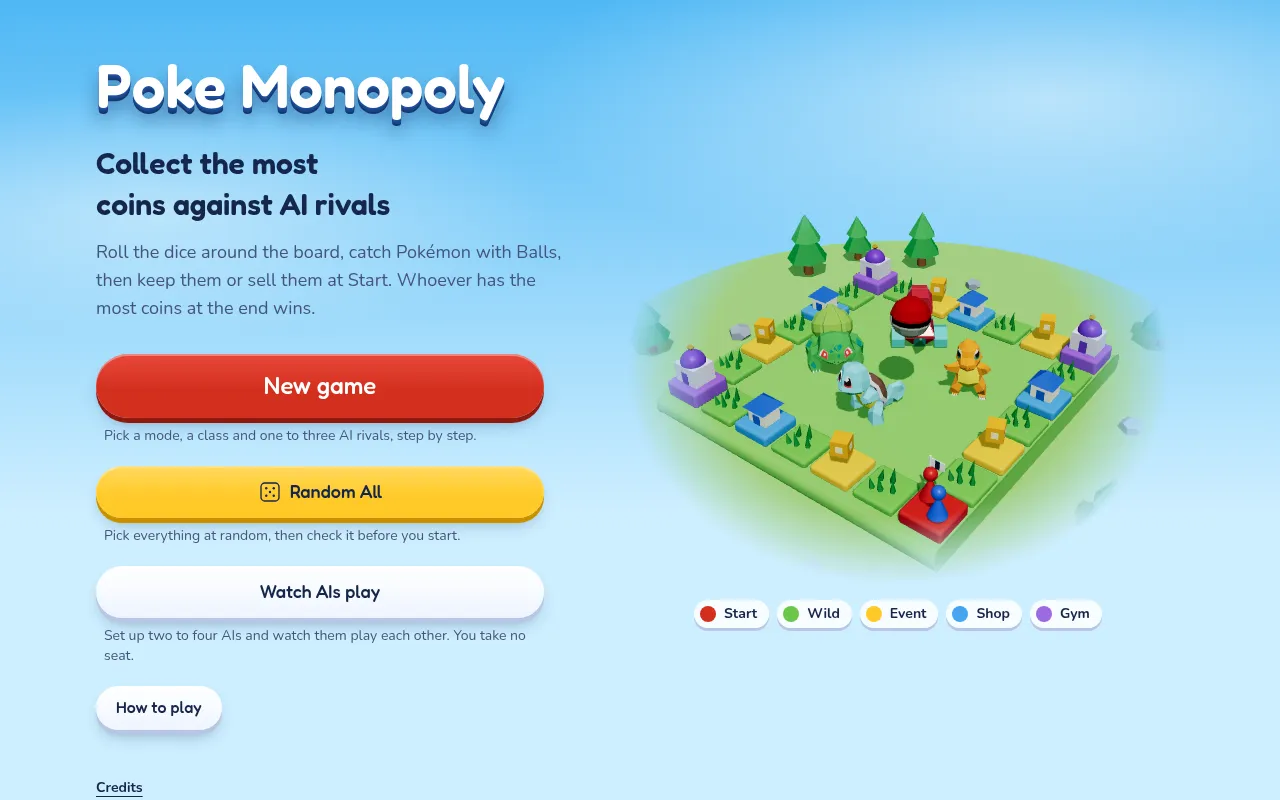 Poke Monopoly
Collect the most
coins against AI rivals
Roll the dice around the board, catch Pokémon with Balls,
then keep them or sell them at Start. Whoever has the
most coins at the end wins.
New game
Pick a mode, a class and one to three AI rivals, step by step.
Random All
Pick everything at random, then check it before you start.
Watch AIs play
Set up two to four AIs and watch them play each other. You take no
seat.
How to play
Credits
Start
Wild
Event
Shop
Gym